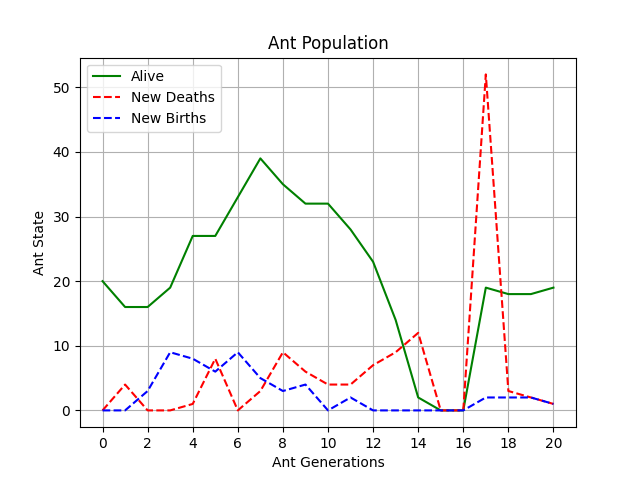 Ant Population
Alive
New Deaths
New Births
50
40
30
20
10
0
Ant State
0 2 4 6 8 10 12 14 16 18 20
Ant Generations